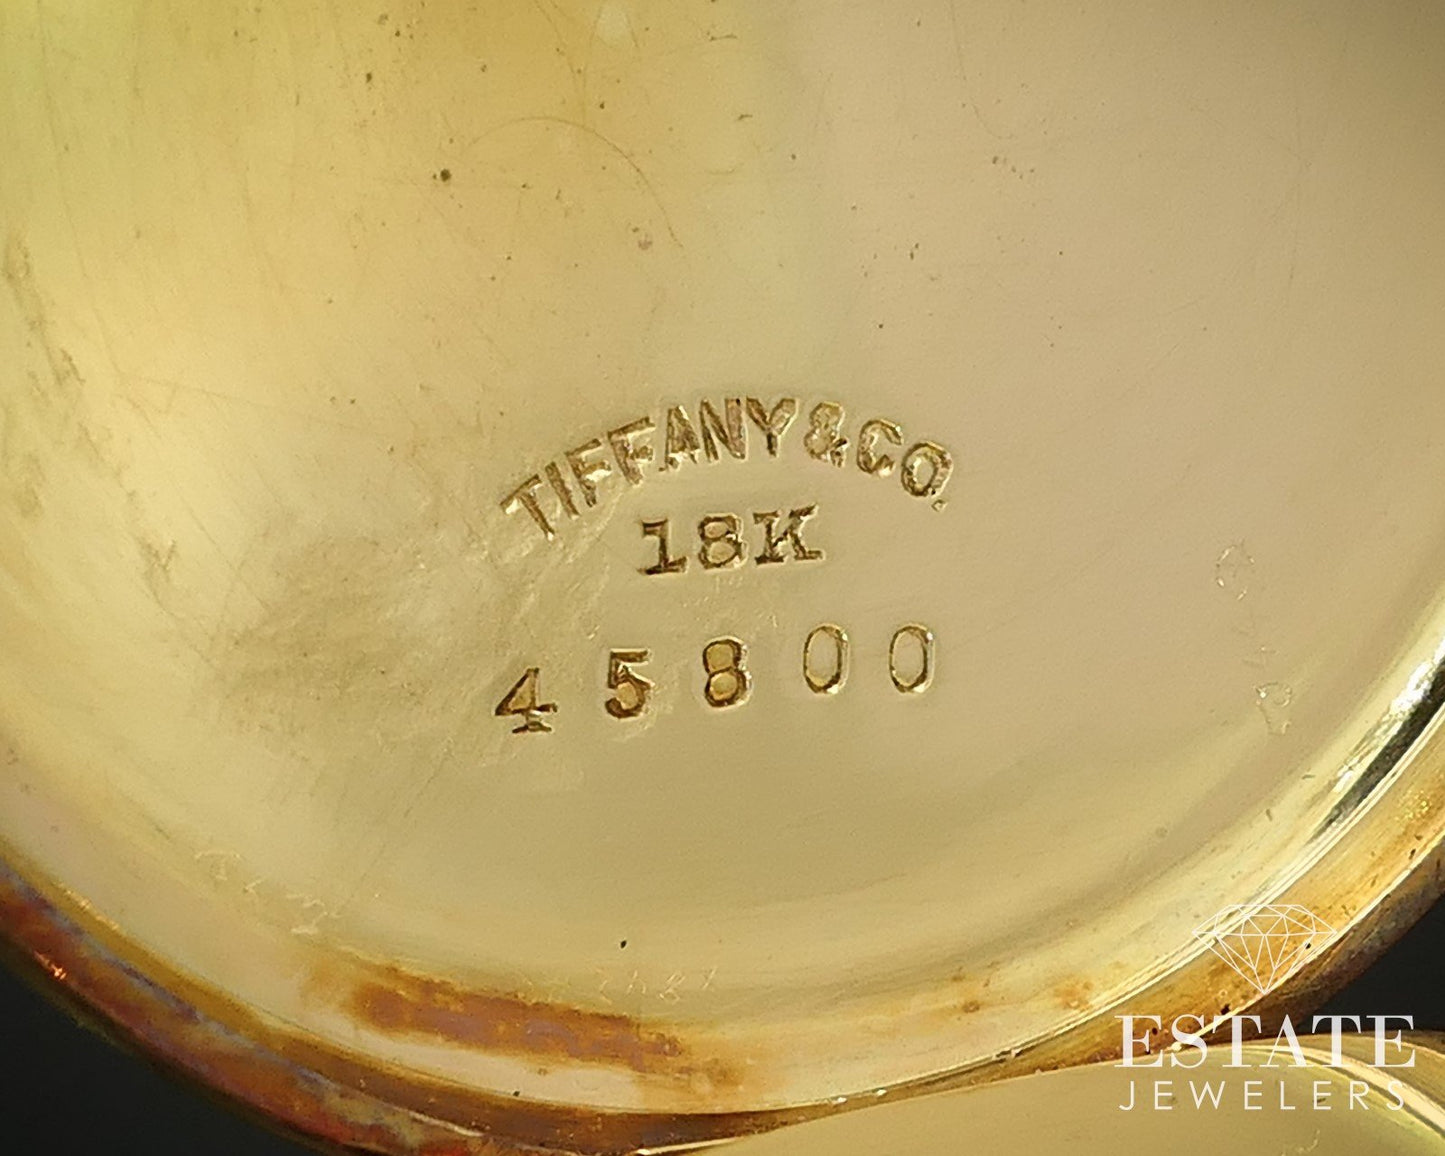 TIFFANY & CO.
18K
45800
ESTATE
JEWELERS